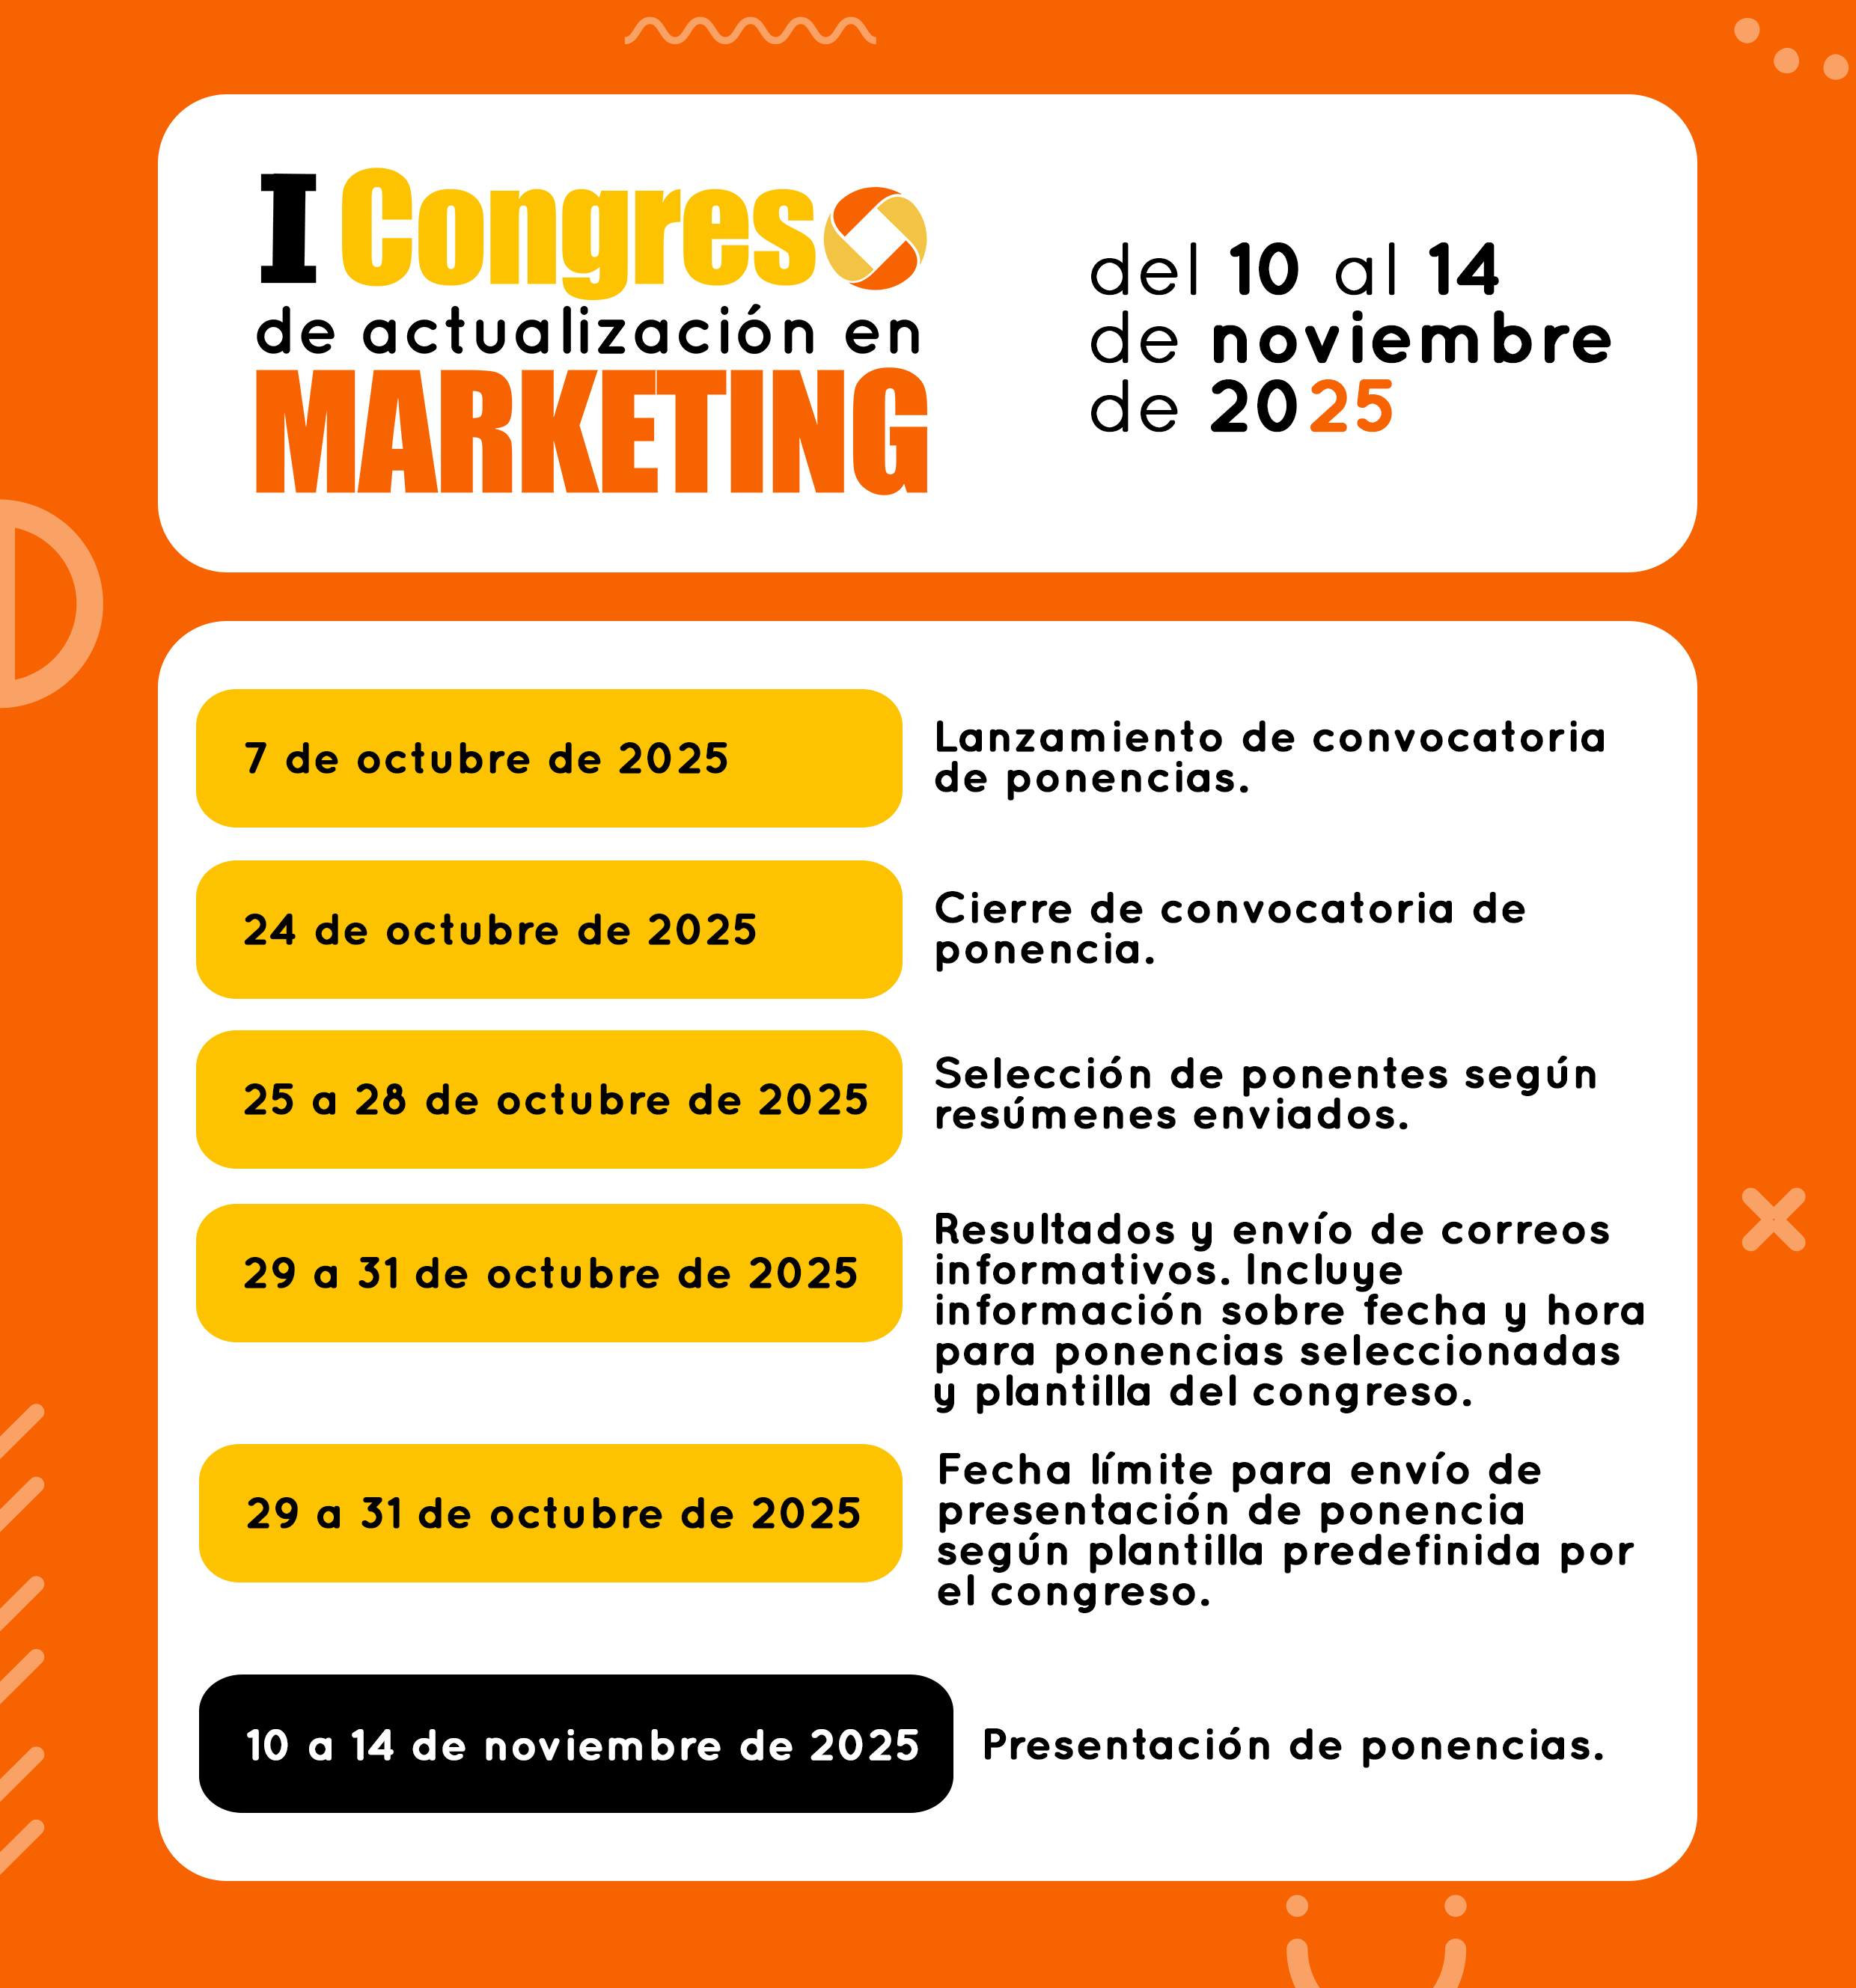 I Congreso
de actualización en
MARKETING
del 10 al 14
de noviembre
de 2025
7 de octubre de 2025
Lanzamiento de convocatoria
de ponencias.
24 de octubre de 2025
Cierre de convocatoria de
ponencia.
25 a 28 de octubre de 2025
Selección de ponentes según
resúmenes enviados.
29 a 31 de octubre de 2025
Resultados y envío de correos
informativos. Incluye
información sobre fecha y hora
para ponencias seleccionadas
y plantilla del congreso.
29 a 31 de octubre de 2025
Fecha límite para envío de
presentación de ponencia
según plantilla predefinida por
el congreso.
10 a 14 de noviembre de 2025
Presentación de ponencias.